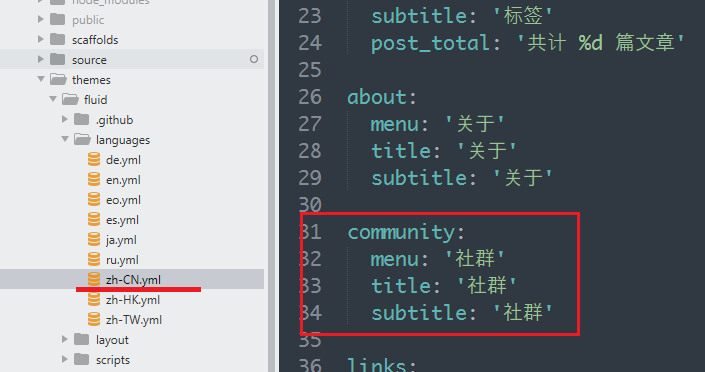 node_modules
public
scaffolds
source
themes
fluid
.github
languages
de.yml
en.yml
eo.yml
es.yml
ja.yml
ru.yml
zh-CN.yml
zh-HK.yml
zh-TW.yml
layout
scripts
23 subtitle: '标签'
24 post_total: '共计 %d 篇文章'
25
26 about:
27 menu: '关于'
28 title: '关于'
29 subtitle: '关于'
30
31 community:
32 menu: '社群'
33 title: '社群'
34 subtitle: '社群'
35
36 links: